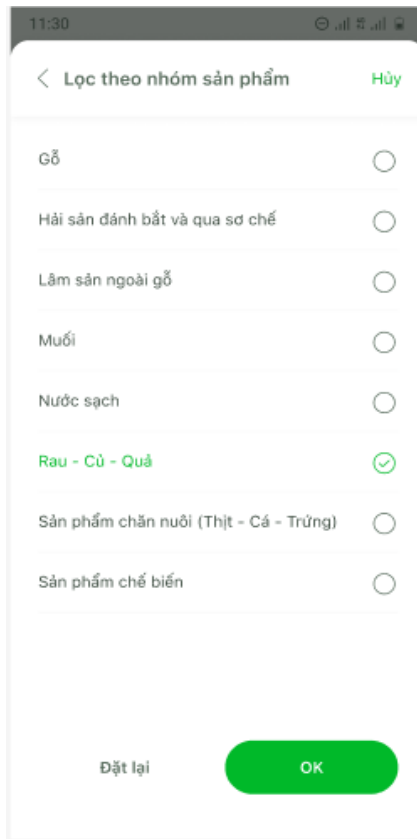 11:30
Lọc theo nhóm sản phẩm
Hủy
Gỗ
Hải sản đánh bắt và qua sơ chế
Lâm sản ngoài gỗ
Muối
Nước sạch
Rau - Củ - Quả
Sản phẩm chăn nuôi (Thịt - Cá - Trứng)
Sản phẩm chế biến
Đặt lại
OK